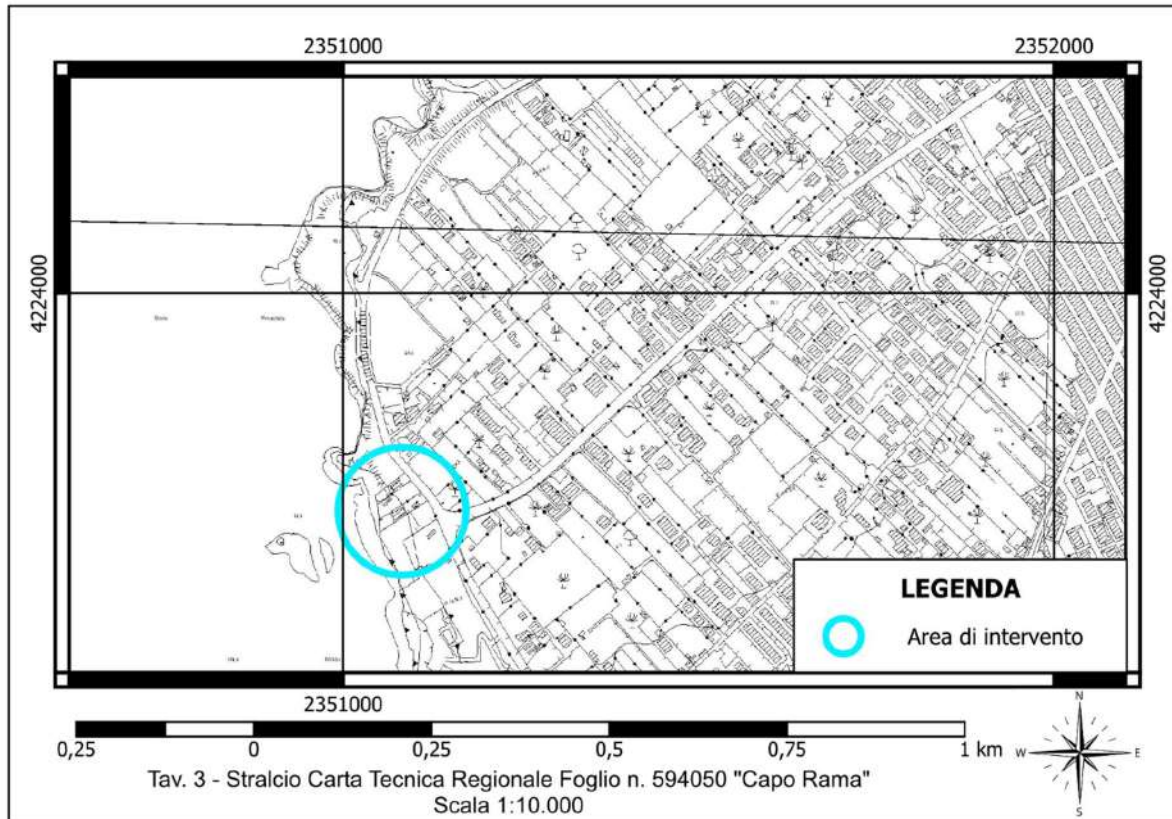 2351000 2352000
4224000 4224000
LEGENDA
Area di intervento
2351000
0,25 0 0,25 0,5 0,75 1 km
N
W E
S
Tav. 3 - Stralcio Carta Tecnica Regionale Foglio n. 594050 "Capo Rama"
Scala 1:10.000